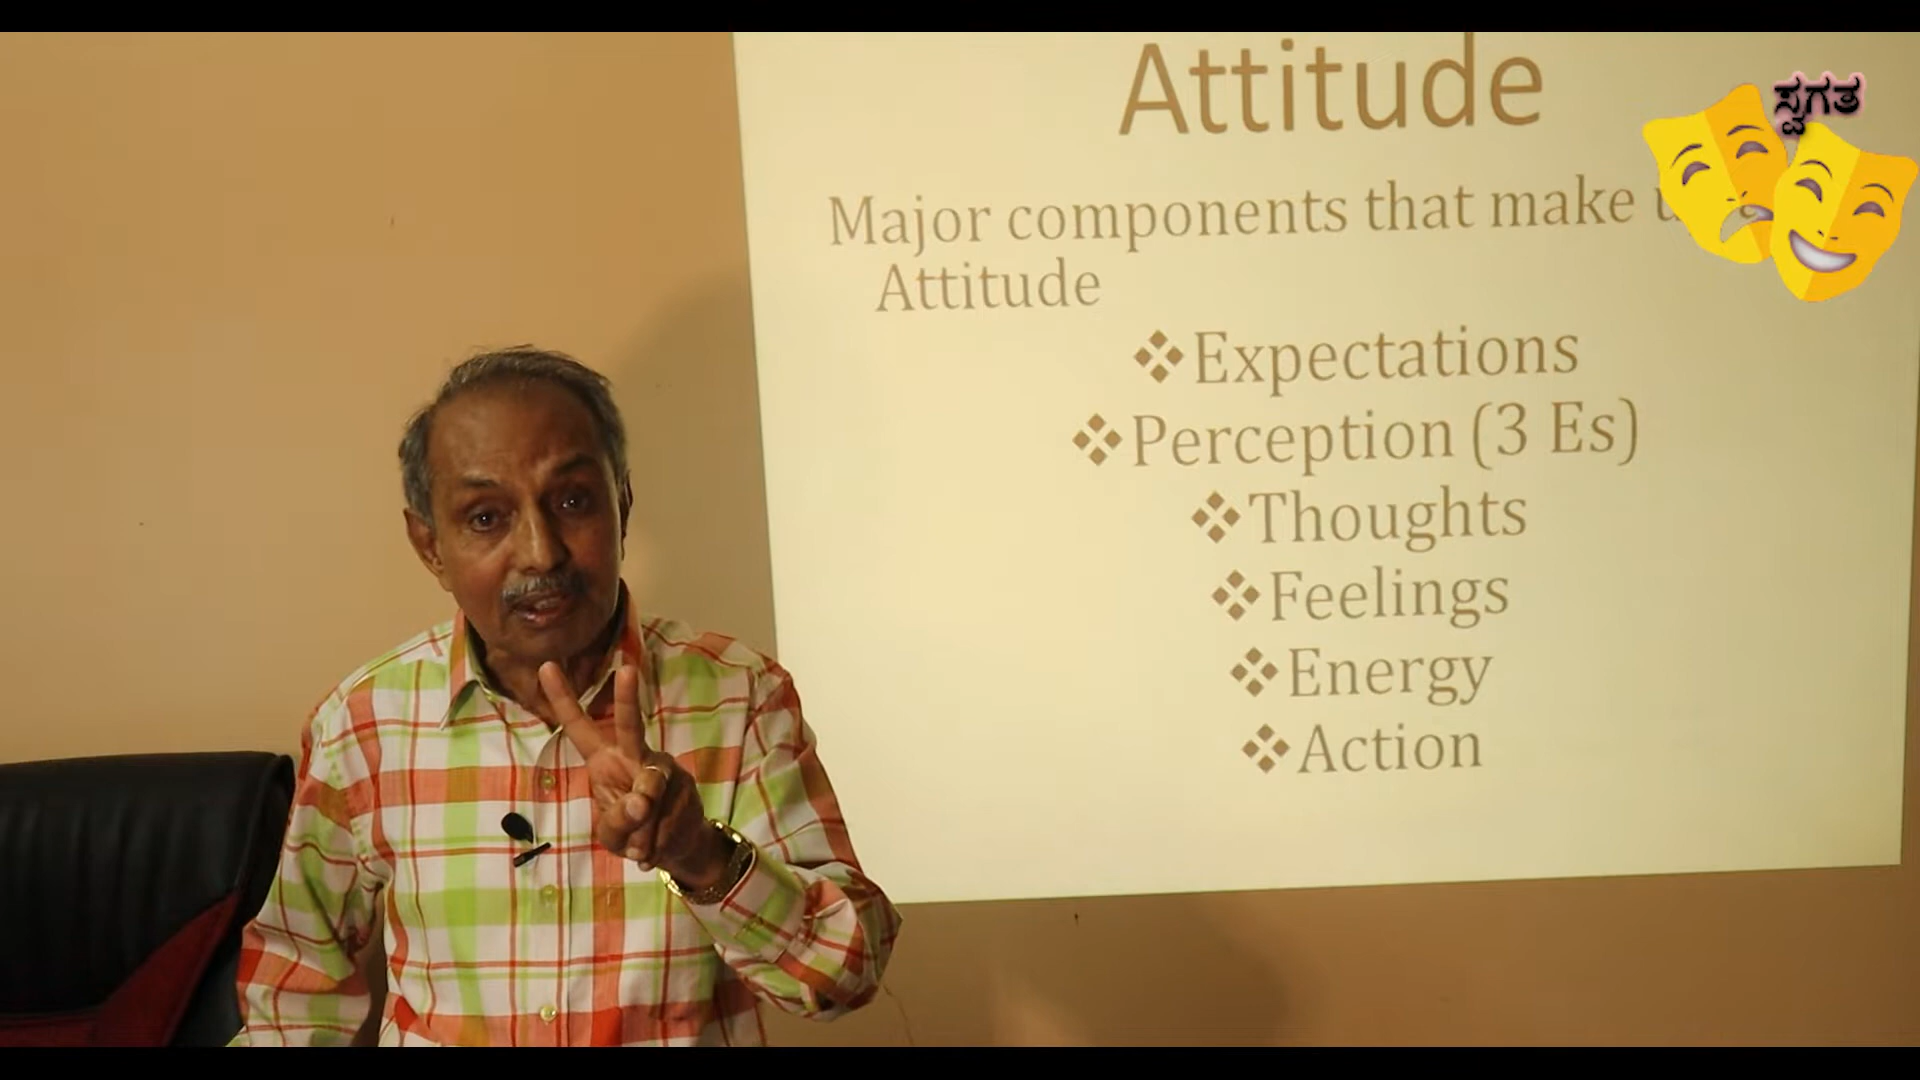 Attitude
ಸ್ವಗತ
Major components that make
Attitude
❖Expectations
❖Perception (3 Es)
❖Thoughts
❖Feelings
❖Energy
❖Action